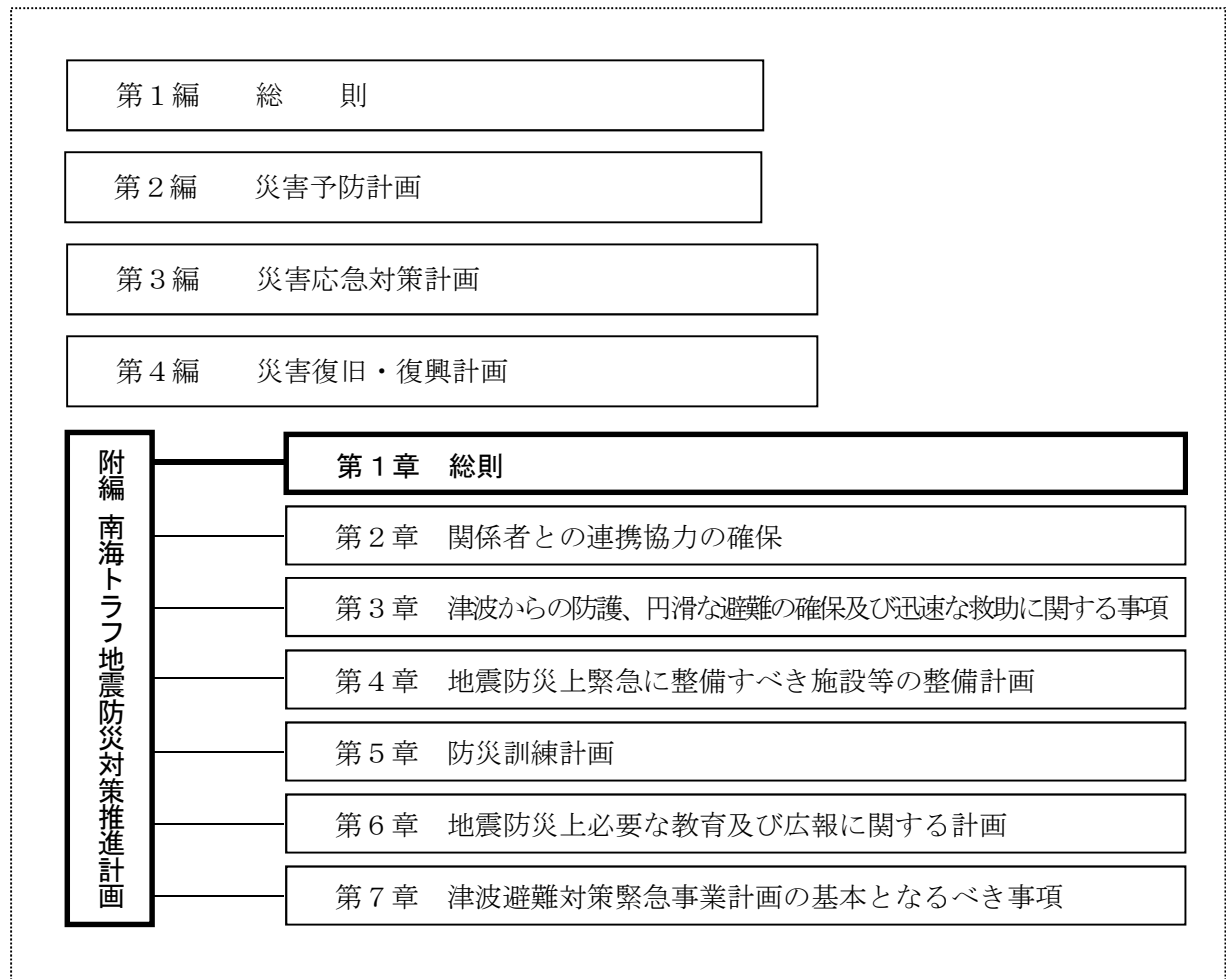 第１編　　総　　則
第２編　　災害予防計画
第３編　　災害応急対策計画
第４編　　災害復旧・復興計画
附編　南海トラフ地震防災対策推進計画
第１章　総則
第２章　関係者との連携協力の確保
第３章　津波からの防護、円滑な避難の確保及び迅速な救助に関する事項
第４章　地震防災上緊急に整備すべき施設等の整備計画
第５章　防災訓練計画
第６章　地震防災上必要な教育及び広報に関する計画
第７章　津波避難対策緊急事業計画の基本となるべき事項